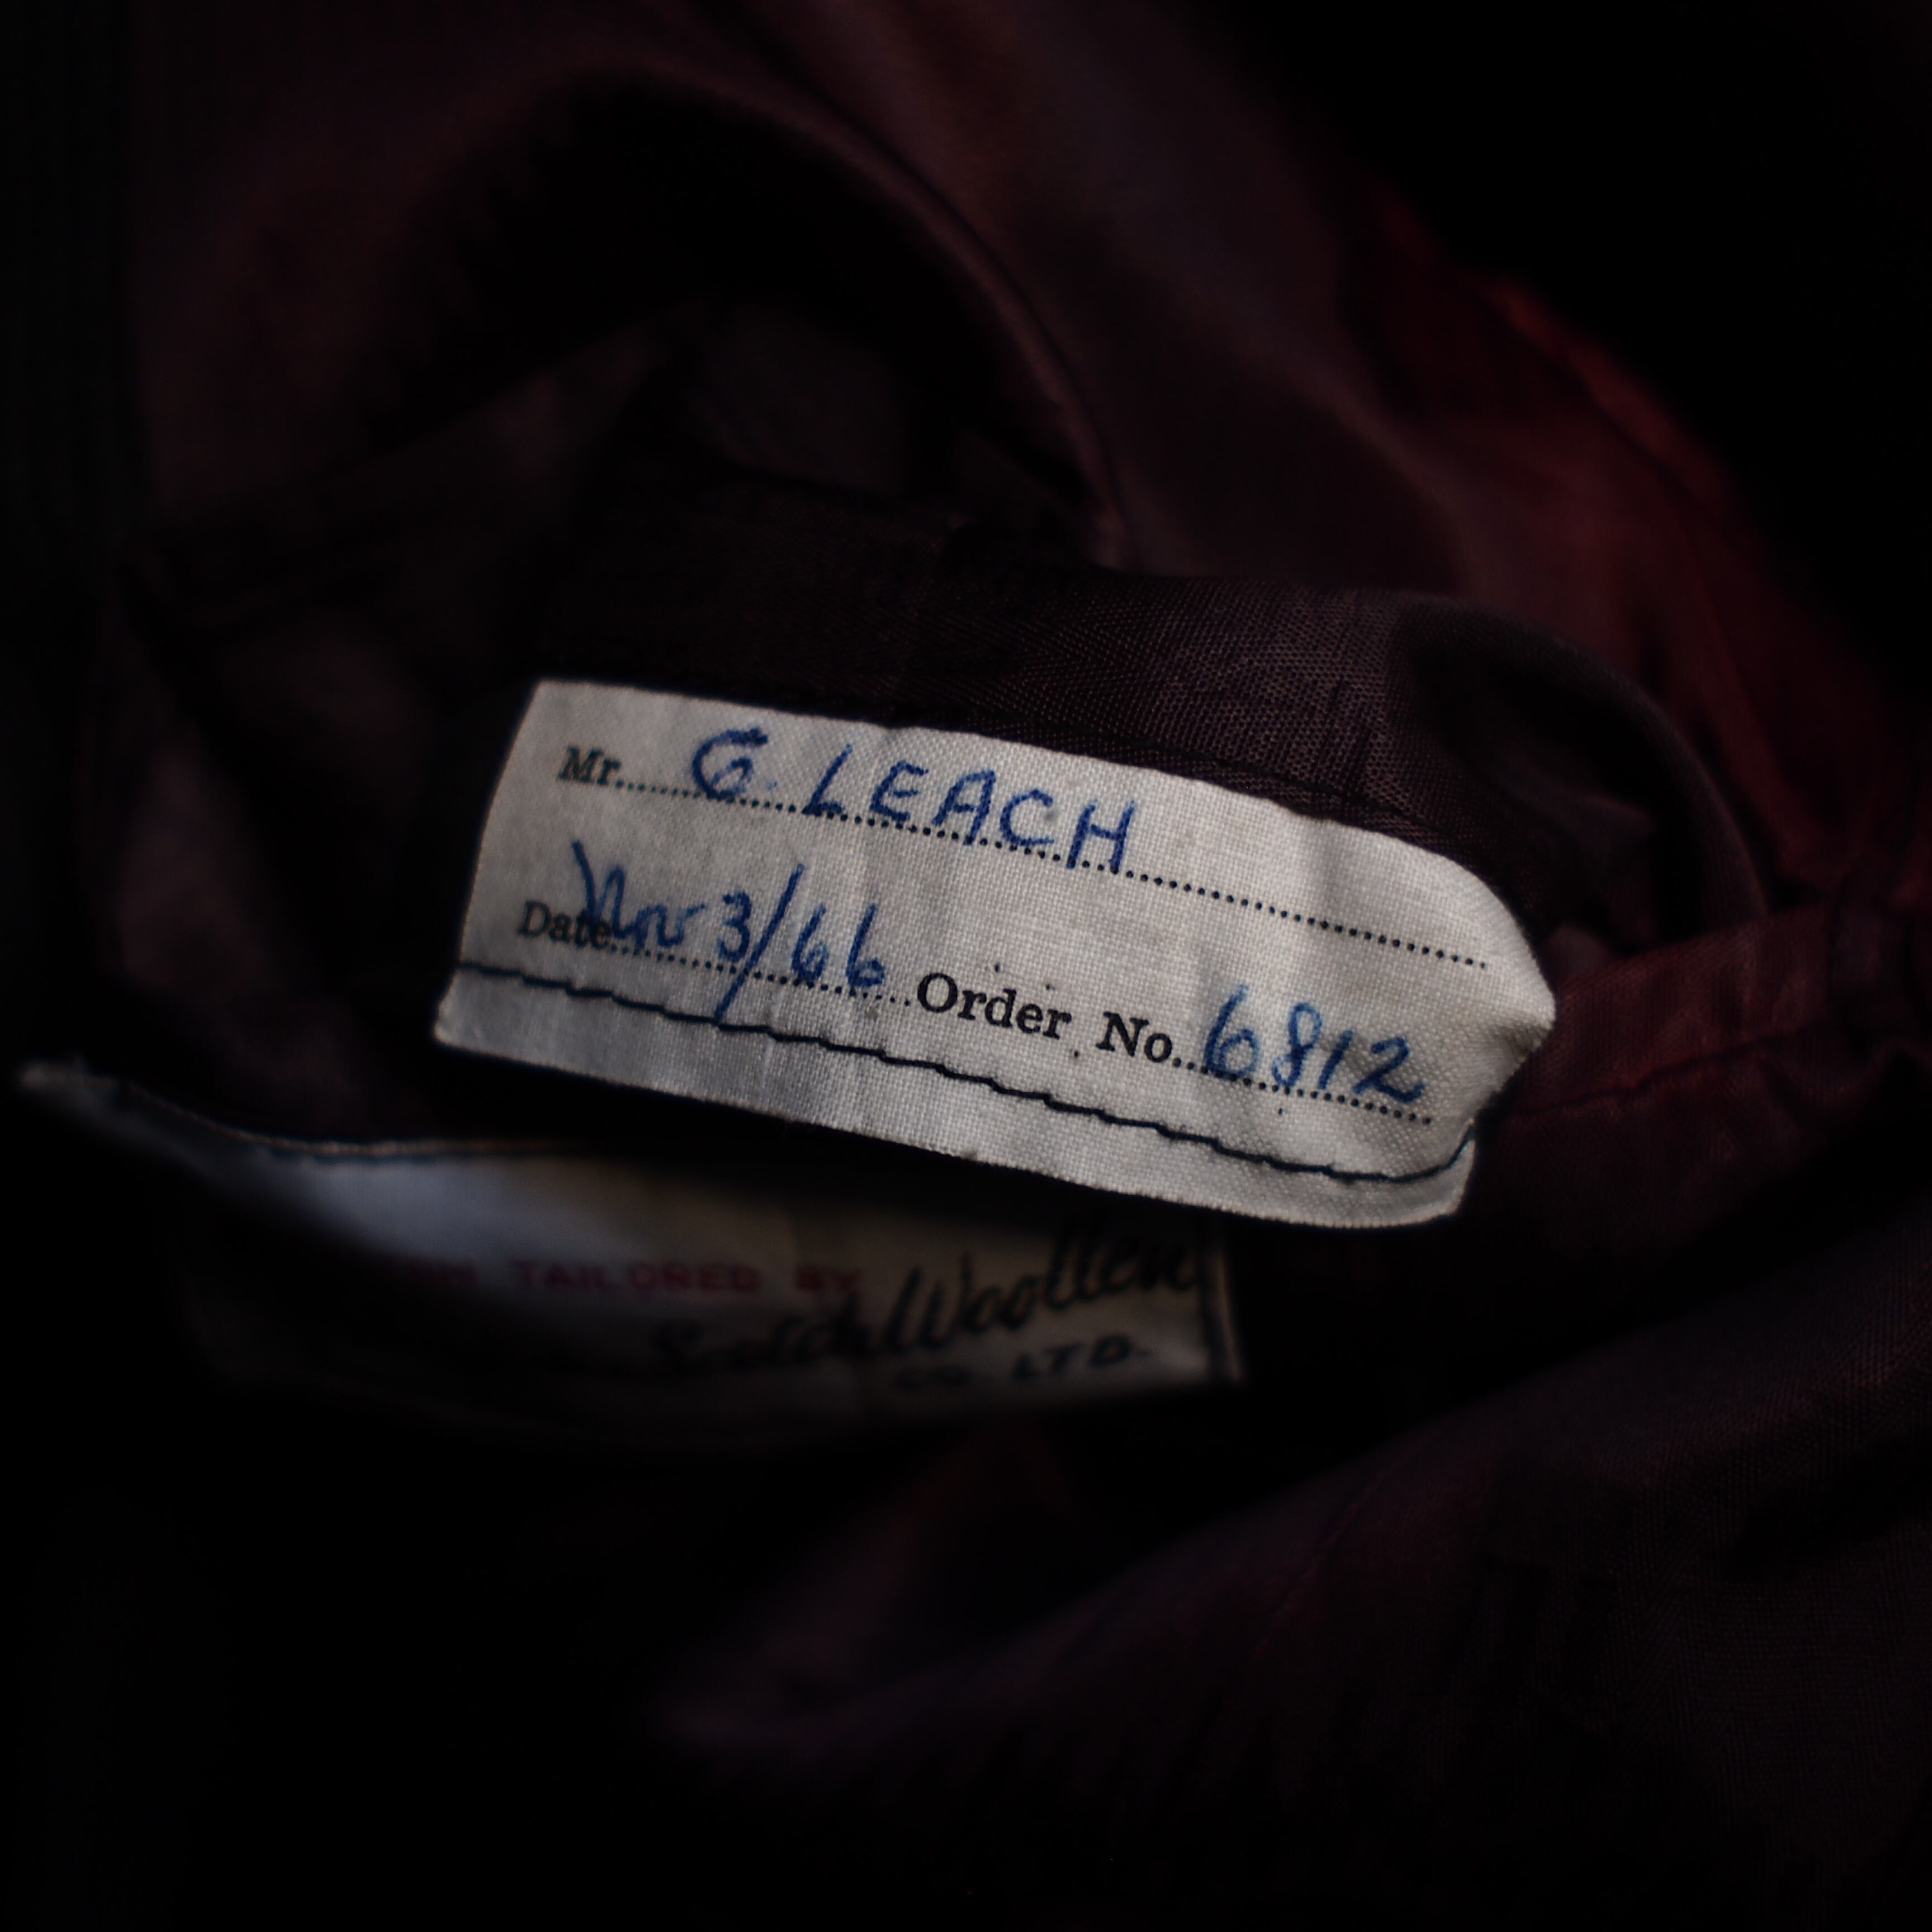 Mr. G. LEACH
Date Nov 3/66 Order No. 6812
TAILORED BY
Scotch Woollen
CO. LTD.